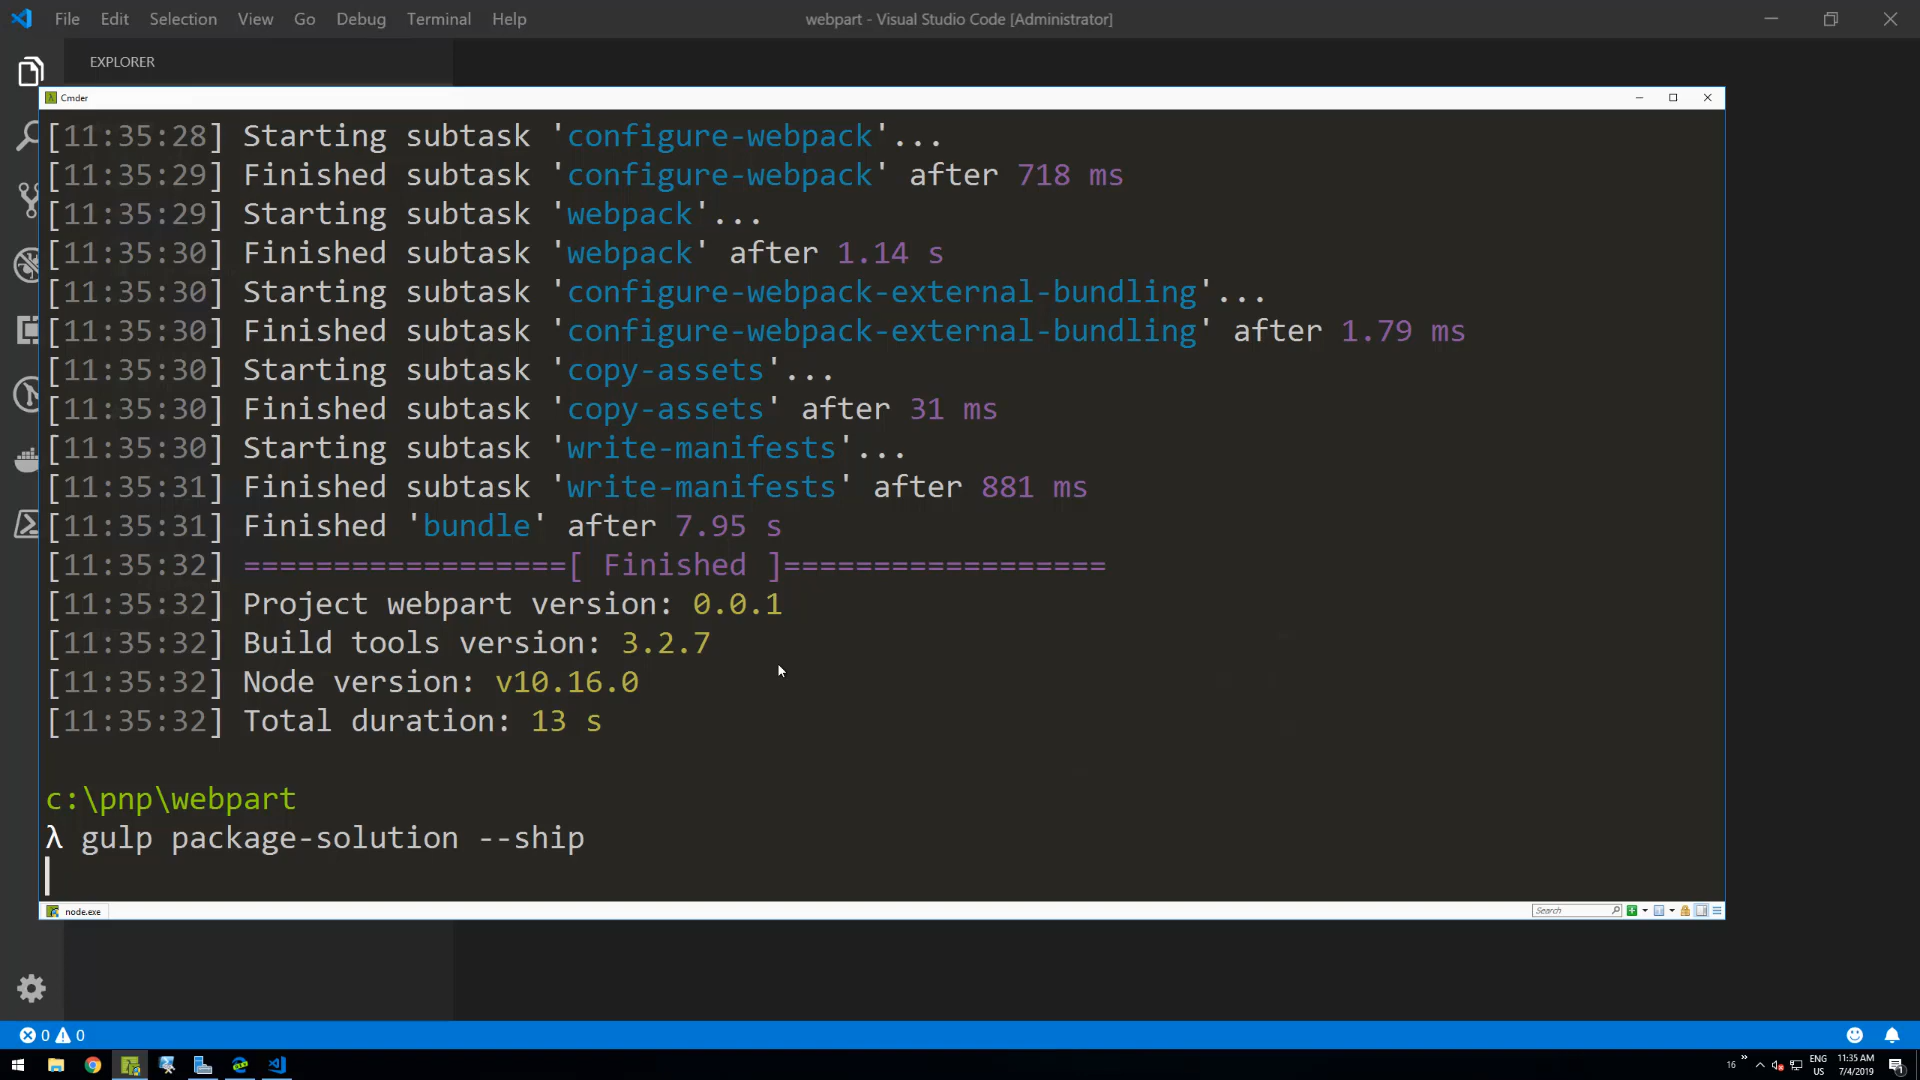 File Edit Selection View Go Debug Terminal Help
webpart - Visual Studio Code [Administrator]
EXPLORER
Cmder
[11:35:28] Starting subtask 'configure-webpack'...
[11:35:29] Finished subtask 'configure-webpack' after 718 ms
[11:35:29] Starting subtask 'webpack'...
[11:35:30] Finished subtask 'webpack' after 1.14 s
[11:35:30] Starting subtask 'configure-webpack-external-bundling'...
[11:35:30] Finished subtask 'configure-webpack-external-bundling' after 1.79 ms
[11:35:30] Starting subtask 'copy-assets'...
[11:35:30] Finished subtask 'copy-assets' after 31 ms
[11:35:30] Starting subtask 'write-manifests'...
[11:35:31] Finished subtask 'write-manifests' after 881 ms
[11:35:31] Finished 'bundle' after 7.95 s
[11:35:32] ==================[ Finished ]==================
[11:35:32] Project webpart version: 0.0.1
[11:35:32] Build tools version: 3.2.7
[11:35:32] Node version: v10.16.0
[11:35:32] Total duration: 13 s
c:\pnp\webpart
λ gulp package-solution --ship
node.exe
Search
0 0
16
ENG
US
11:35 AM
7/4/2019